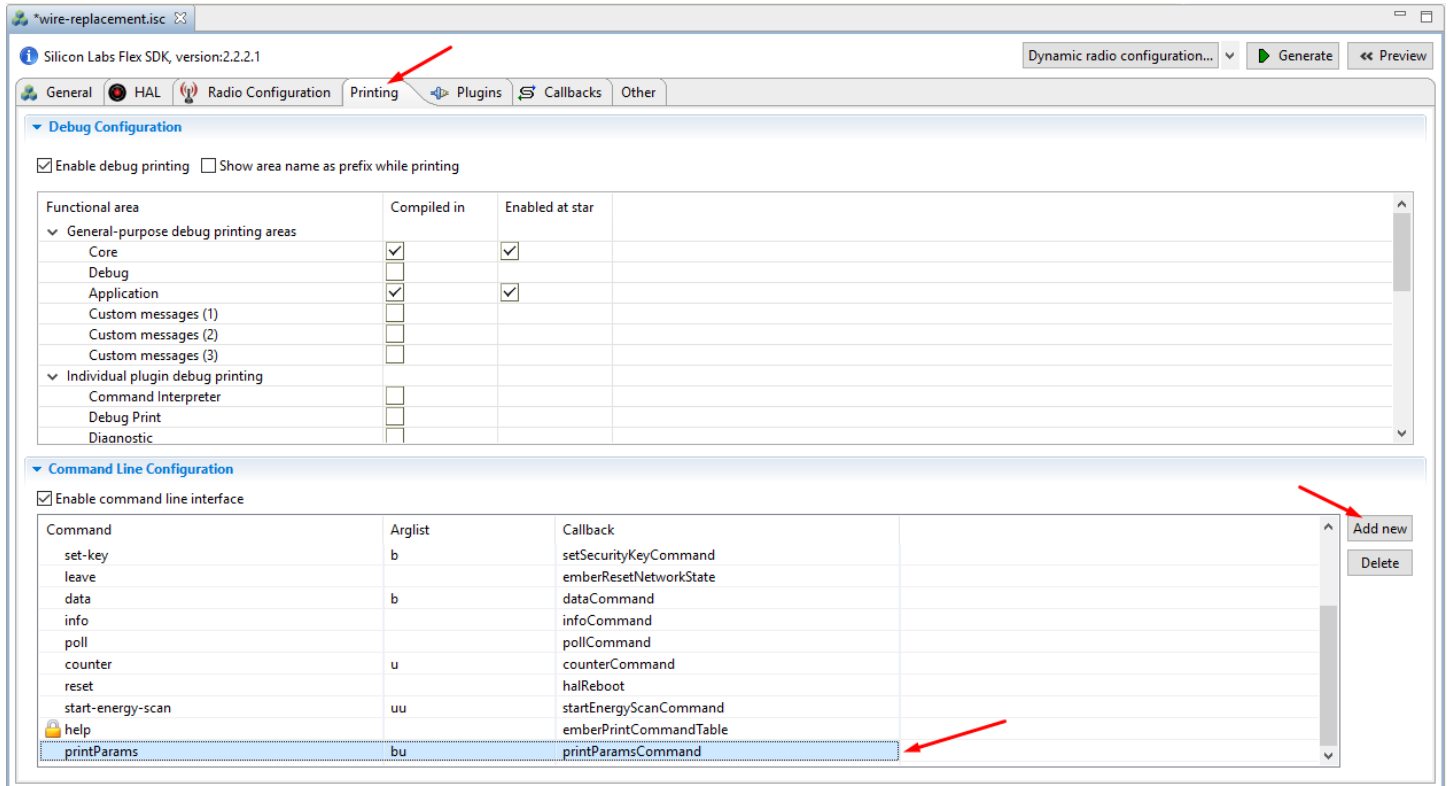 *wire-replacement.isc
Silicon Labs Flex SDK, version:2.2.2.1
Dynamic radio configuration... Generate Preview
General HAL Radio Configuration Printing Plugins Callbacks Other
Debug Configuration
Enable debug printing Show area name as prefix while printing
Functional area Compiled in Enabled at star
General-purpose debug printing areas
Core
Debug
Application
Custom messages (1)
Custom messages (2)
Custom messages (3)
Individual plugin debug printing
Command Interpreter
Debug Print
Diagnostic
Command Line Configuration
Enable command line interface
Command Arglist Callback Add new
set-key b setSecurityKeyCommand
Delete
leave emberResetNetworkState
data b dataCommand
info infoCommand
poll pollCommand
counter u counterCommand
reset halReboot
start-energy-scan uu startEnergyScanCommand
help emberPrintCommandTable
printParams bu printParamsCommand